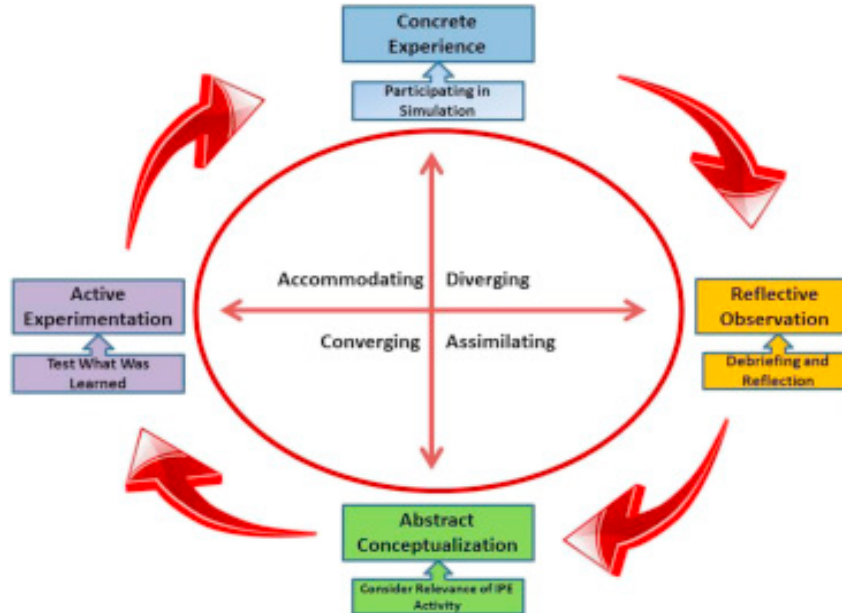 Concrete
Experience
Participating in
Simulation
Accommodating
Diverging
Active
Experimentation
Reflective
Observation
Converging
Assimilating
Test What Was
Learned
Debriefing and
Reflection
Abstract
Conceptualization
Consider Relevance of IPE
Activity